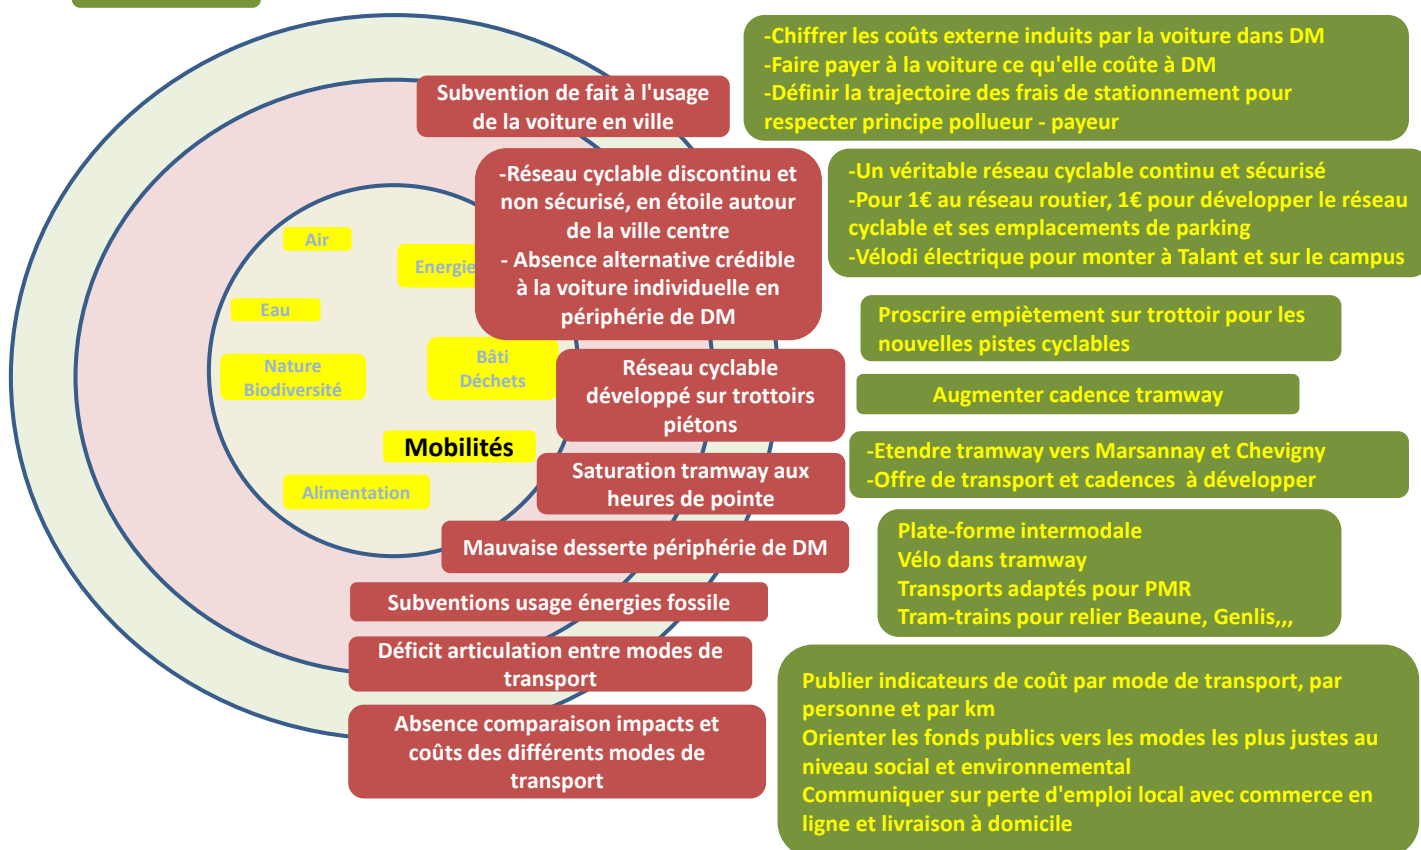 -Chiffrer les coûts externe induits par la voiture dans DM
-Faire payer à la voiture ce qu'elle coûte à DM
-Définir la trajectoire des frais de stationnement pour
respecter principe pollueur - payeur
Subvention de fait à l'usage
de la voiture en ville
-Réseau cyclable discontinu et
non sécurisé, en étoile autour
de la ville centre
- Absence alternative crédible
à la voiture individuelle en
périphérie de DM
-Un véritable réseau cyclable continu et sécurisé
-Pour 1€ au réseau routier, 1€ pour développer le réseau
cyclable et ses emplacements de parking
-Vélodi électrique pour monter à Talant et sur le campus
Air
Energie
Eau
Nature
Biodiversité
Bâti
Déchets
Mobilités
Alimentation
Proscrire empiètement sur trottoir pour les
nouvelles pistes cyclables
Réseau cyclable
développé sur trottoirs
piétons
Augmenter cadence tramway
Saturation tramway aux
heures de pointe
-Etendre tramway vers Marsannay et Chevigny
-Offre de transport et cadences à développer
Mauvaise desserte périphérie de DM
Plate-forme intermodale
Vélo dans tramway
Transports adaptés pour PMR
Tram-trains pour relier Beaune, Genlis,,,
Subventions usage énergies fossile
Déficit articulation entre modes de
transport
Absence comparaison impacts et
coûts des différents modes de
transport
Publier indicateurs de coût par mode de transport, par
personne et par km
Orienter les fonds publics vers les modes les plus justes au
niveau social et environnemental
Communiquer sur perte d'emploi local avec commerce en
ligne et livraison à domicile